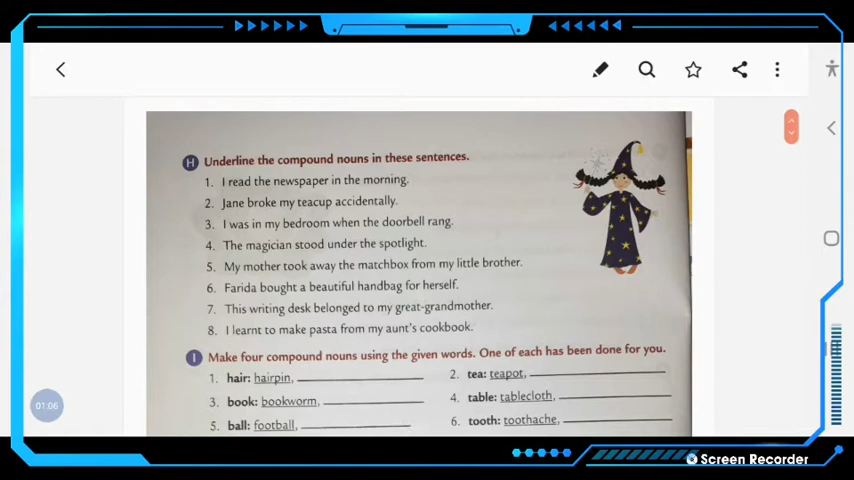 H Underline the compound nouns in these sentences.
1. I read the newspaper in the morning.
2. Jane broke my teacup accidentally.
3. I was in my bedroom when the doorbell rang.
4. The magician stood under the spotlight.
5. My mother took away the matchbox from my little brother.
6. Farida bought a beautiful handbag for herself.
7. This writing desk belonged to my great-grandmother.
8. I learnt to make pasta from my aunt's cookbook.
I Make four compound nouns using the given words. One of each has been done for you.
1. hair: hairpin, 2. tea: teapot,
3. book: bookworm, 4. table: tablecloth,
5. ball: football, 6. tooth: toothache,
01:06
Screen Recorder